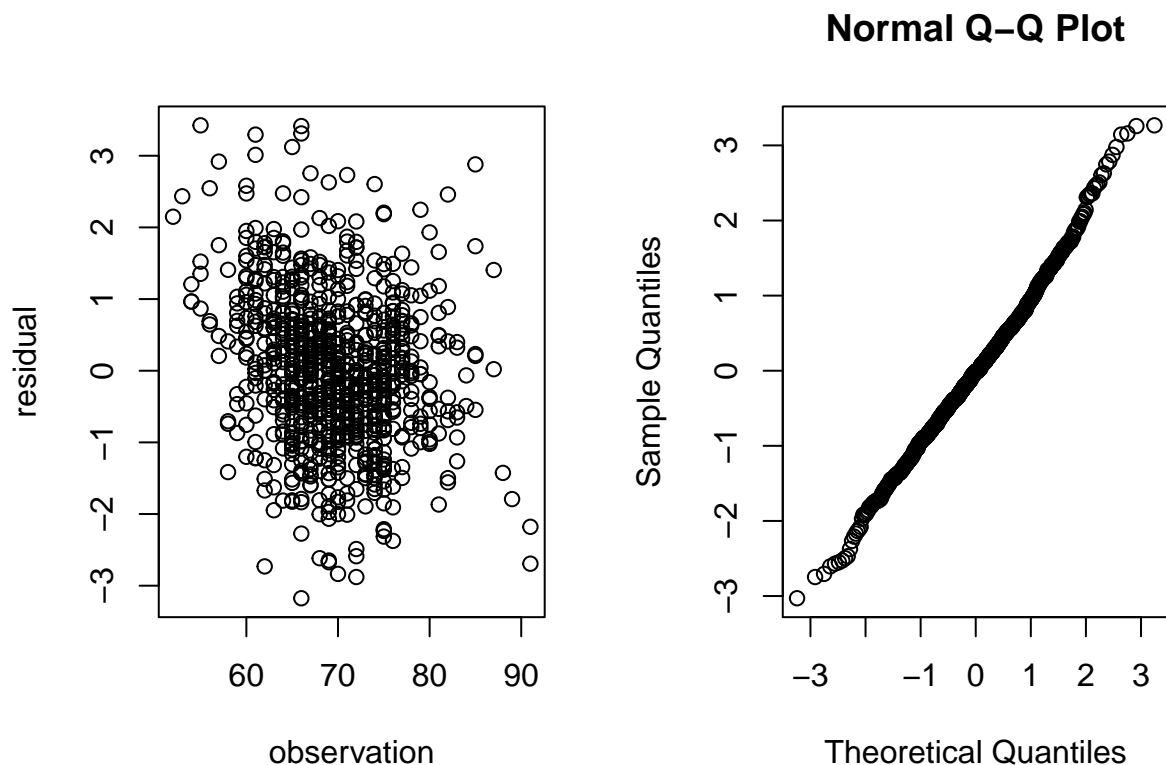 Normal Q−Q Plot
residual
3
2
1
0
−1
−2
−3
60 70 80 90
observation
Sample Quantiles
3
2
1
0
−1
−2
−3
−3 −1 0 1 2 3
Theoretical Quantiles